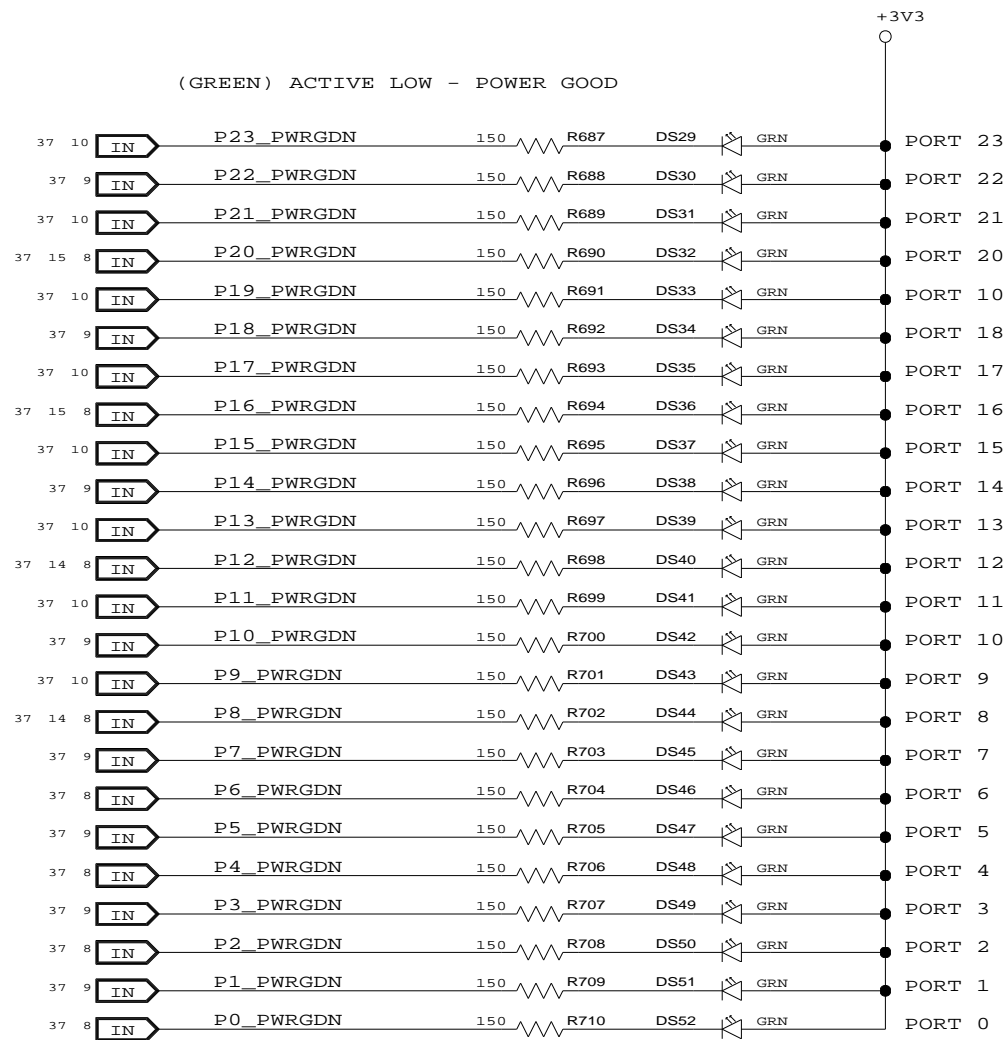 +3V3
(GREEN) ACTIVE LOW - POWER GOOD
37 10 IN P23_PWRGDN 150 R687 DS29 GRN PORT 23
37 9 IN P22_PWRGDN 150 R688 DS30 GRN PORT 22
37 10 IN P21_PWRGDN 150 R689 DS31 GRN PORT 21
37 15 8 IN P20_PWRGDN 150 R690 DS32 GRN PORT 20
37 10 IN P19_PWRGDN 150 R691 DS33 GRN PORT 10
37 9 IN P18_PWRGDN 150 R692 DS34 GRN PORT 18
37 10 IN P17_PWRGDN 150 R693 DS35 GRN PORT 17
37 15 8 IN P16_PWRGDN 150 R694 DS36 GRN PORT 16
37 10 IN P15_PWRGDN 150 R695 DS37 GRN PORT 15
37 9 IN P14_PWRGDN 150 R696 DS38 GRN PORT 14
37 10 IN P13_PWRGDN 150 R697 DS39 GRN PORT 13
37 14 8 IN P12_PWRGDN 150 R698 DS40 GRN PORT 12
37 10 IN P11_PWRGDN 150 R699 DS41 GRN PORT 11
37 9 IN P10_PWRGDN 150 R700 DS42 GRN PORT 10
37 10 IN P9_PWRGDN 150 R701 DS43 GRN PORT 9
37 14 8 IN P8_PWRGDN 150 R702 DS44 GRN PORT 8
37 9 IN P7_PWRGDN 150 R703 DS45 GRN PORT 7
37 8 IN P6_PWRGDN 150 R704 DS46 GRN PORT 6
37 9 IN P5_PWRGDN 150 R705 DS47 GRN PORT 5
37 8 IN P4_PWRGDN 150 R706 DS48 GRN PORT 4
37 9 IN P3_PWRGDN 150 R707 DS49 GRN PORT 3
37 8 IN P2_PWRGDN 150 R708 DS50 GRN PORT 2
37 9 IN P1_PWRGDN 150 R709 DS51 GRN PORT 1
37 8 IN P0_PWRGDN 150 R710 DS52 GRN PORT 0